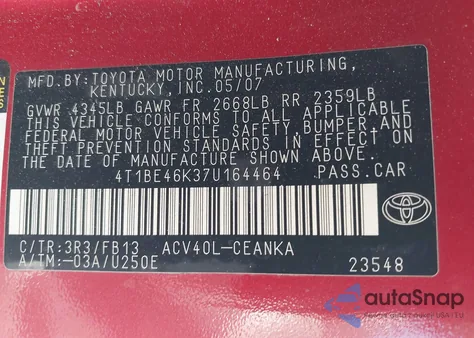 MFD.BY:TOYOTA MOTOR MANUFACTURING,
KENTUCKY,INC.05/07
GVWR 4345LB GAWR FR 2668LB RR 2359LB
THIS VEHICLE CONFORMS TO ALL APPLICABLE
FEDERAL MOTOR VEHICLE SAFETY,BUMPER,AND
THEFT PREVENTION STANDARDS IN EFFECT ON
THE DATE OF MANUFACTURE SHOWN ABOVE.
4T1BE46K37U164464 PASS.CAR
C/TR:3R3/FB13 ACV40L-CEANKA
A/TM:-03A/U250E 23548
TOYOTA
autoSnap